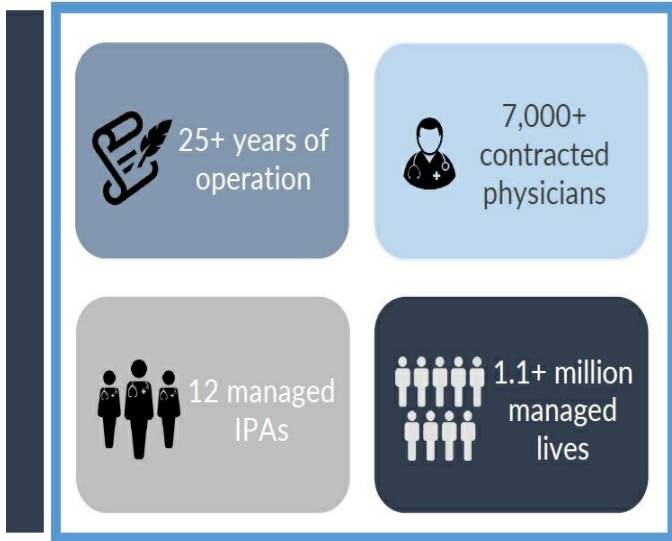 25+ years of
operation
7,000+
contracted
physicians
12 managed
IPAs
1.1+ million
managed
lives